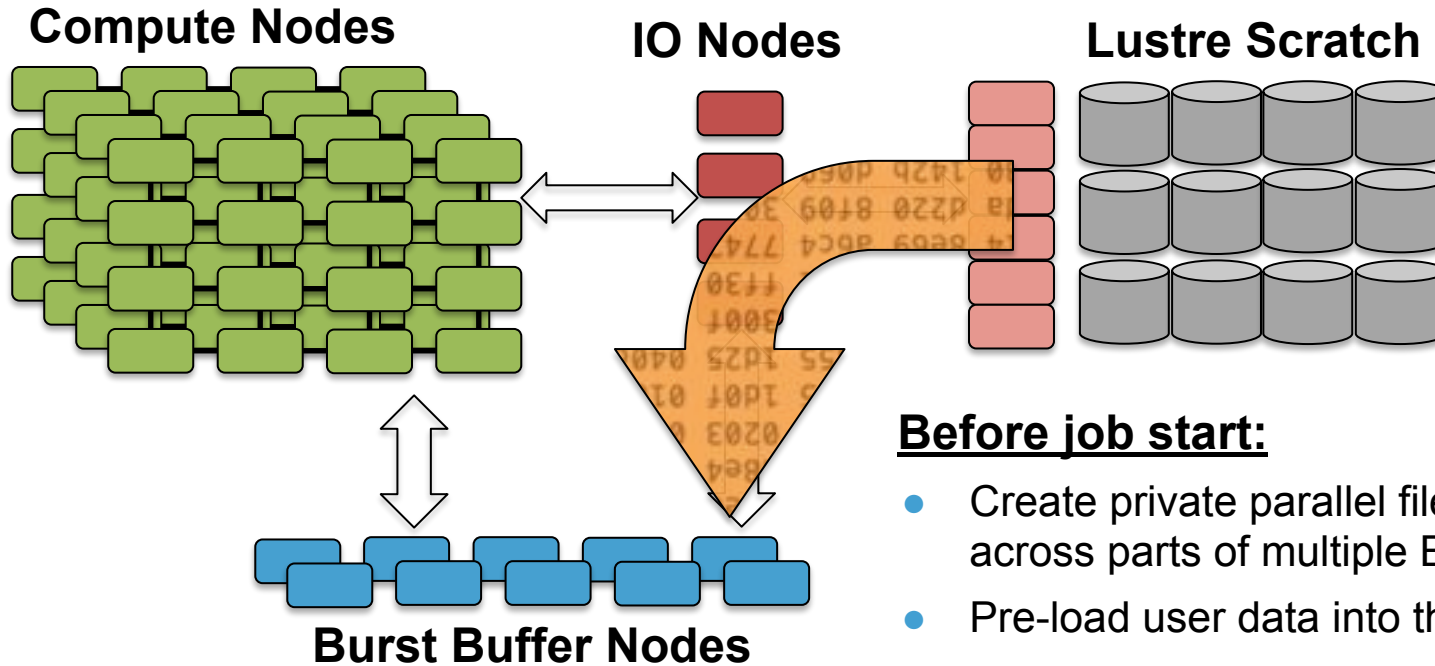 Compute Nodes
IO Nodes
Lustre Scratch
Before job start:
Create private parallel file
across parts of multiple
Pre-load user data into
Burst Buffer Nodes